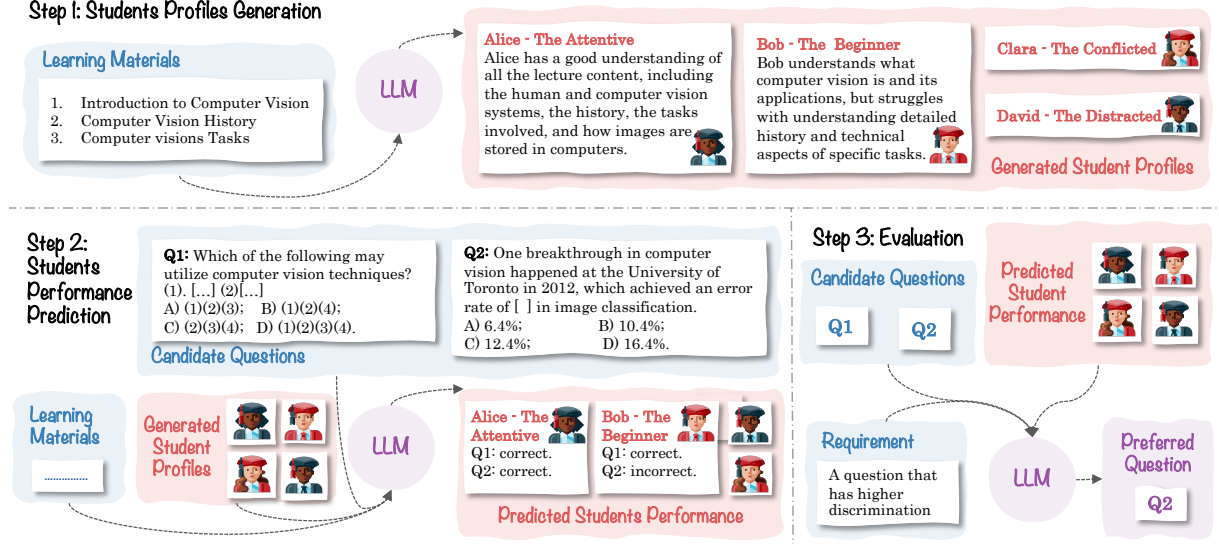 Step 1: Students Profiles Generation
Learning Materials
1. Introduction to Computer Vision
2. Computer Vision History
3. Computer visions Tasks
LLM
Alice - The Attentive
Alice has a good understanding of
all the lecture content, including
the human and computer vision
systems, the history, the tasks
involved, and how images are
stored in computers.
Bob - The Beginner
Bob understands what
computer vision is and its
applications, but struggles
with understanding detailed
history and technical
aspects of specific tasks.
Clara - The Conflicted
David - The Distracted
Generated Student Profiles
Step 2:
Students
Performance
Prediction
Q1: Which of the following may
utilize computer vision techniques?
(1). [...] (2)[...]
A) (1)(2)(3); B) (1)(2)(4);
C) (2)(3)(4); D) (1)(2)(3)(4).
Q2: One breakthrough in computer
vision happened at the University of
Toronto in 2012, which achieved an error
rate of [ ] in image classification.
A) 6.4%; B) 10.4%;
C) 12.4%; D) 16.4%.
Candidate Questions
Learning
Materials
...............
Generated
Student
Profiles
LLM
Alice - The
Attentive
Q1: correct.
Q2: correct.
Bob - The
Beginner
Q1: correct.
Q2: incorrect.
Predicted Students Performance
Step 3: Evaluation
Candidate Questions
Q1
Q2
Predicted
Student
Performance
Requirement
A question that
has higher
discrimination
LLM
Preferred
Question
Q2